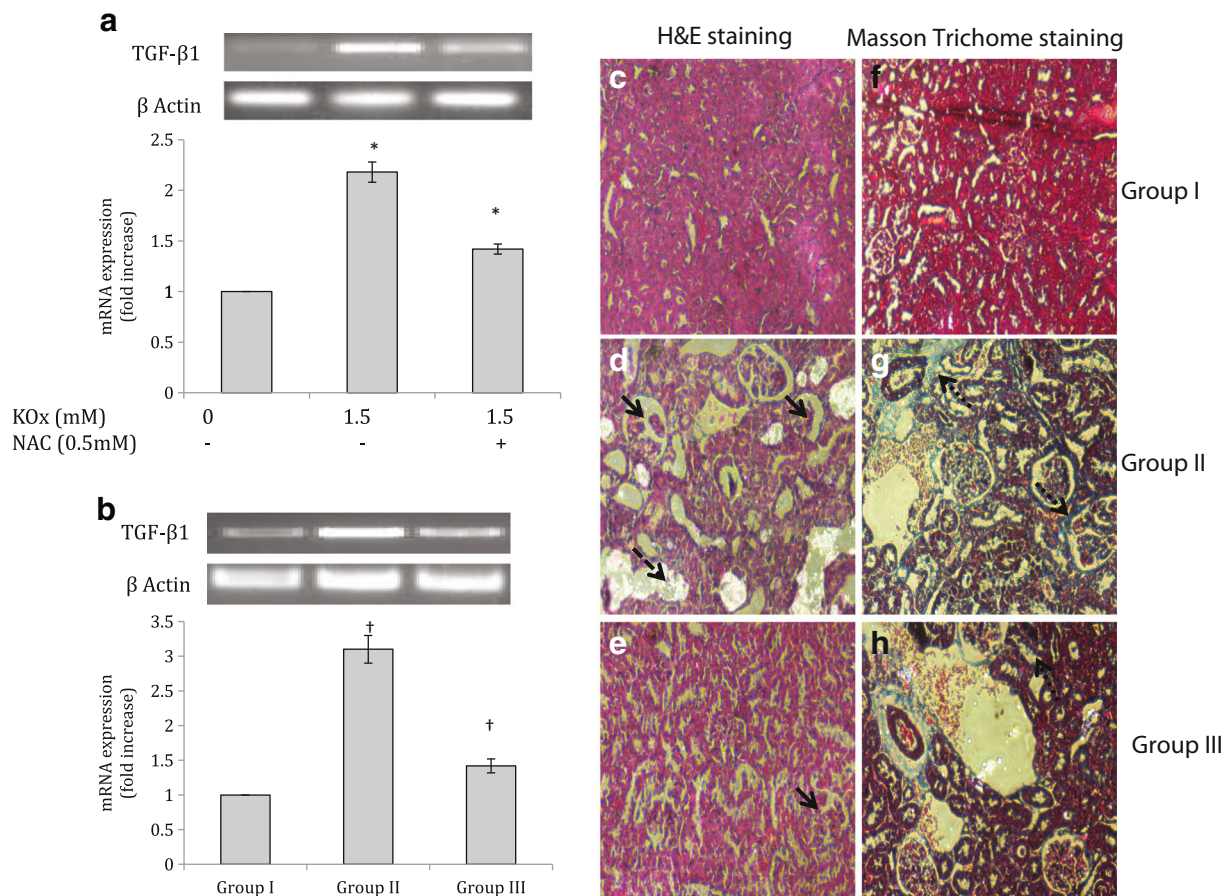 a
TGF-β1
β Actin
mRNA expression
(fold increase)
2.5
2
1.5
1
0.5
0
*
*
KOx (mM) 0 1.5 1.5
NAC (0.5mM) - - +
b
TGF-β1
β Actin
mRNA expression
(fold increase)
3.5
3
2.5
2
1.5
1
0.5
0
†
†
Group I Group II Group III
H&E staining Masson Trichome staining
c f Group I
d g Group II
e h Group III